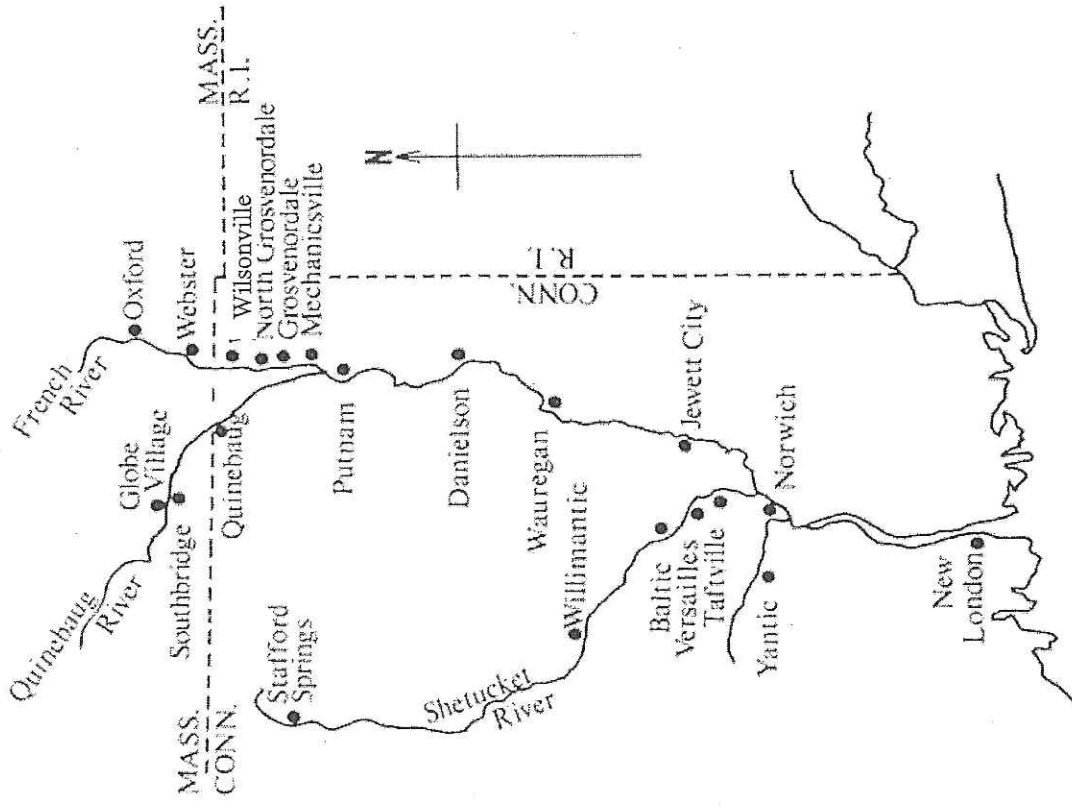 French
River
Oxford
Webster
MASS.
R.I.
Wilsonville
North Grosvenordale
Grosvenordale
Mechanicsville
Quinebaug
River
Globe
Village
Southbridge
Quinebaug
MASS.
CONN.
Putnam
N
Stafford
Springs
CONN.
R.I.
Danielson
Wauregan
Shetucket
River
Willimantic
Jewett City
Baltic
Versailles
Taftville
Norwich
Yantic
New
London